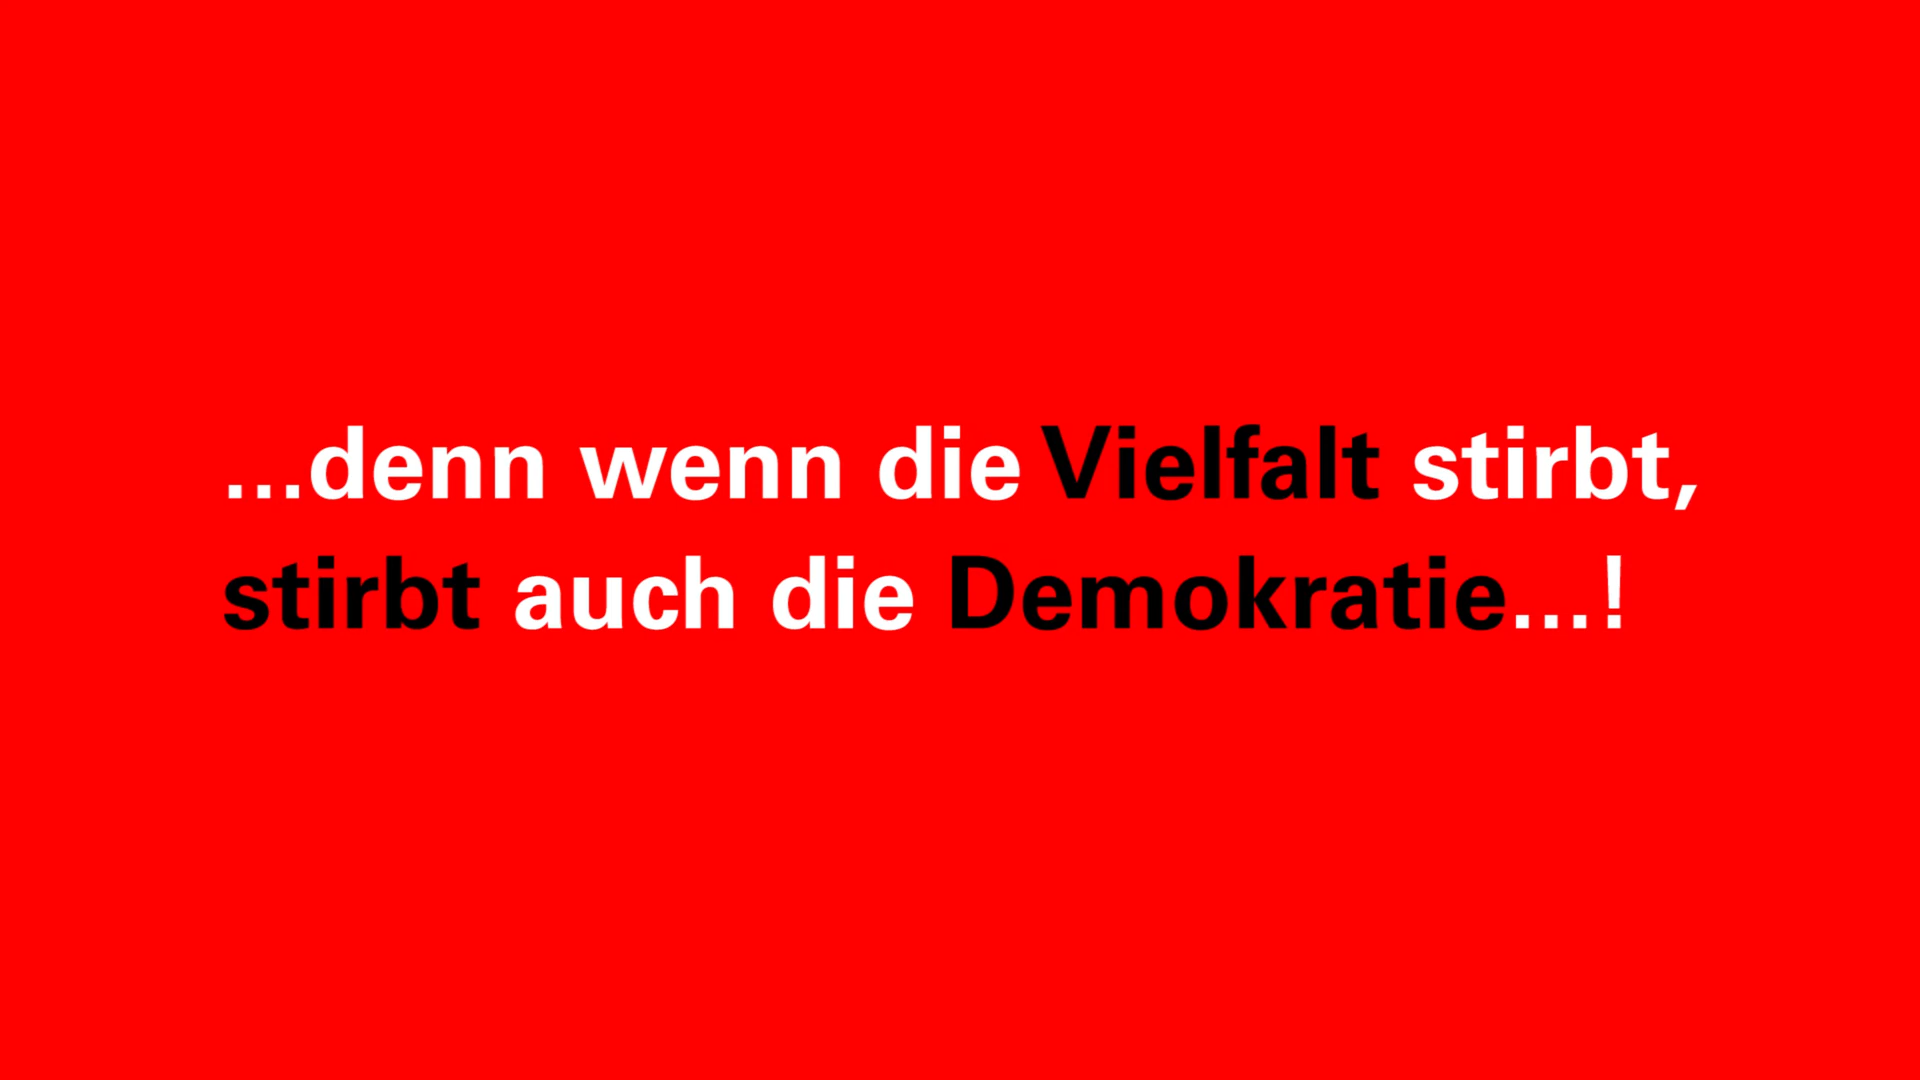 ...denn wenn die Vielfalt stirbt,
stirbt auch die Demokratie...!